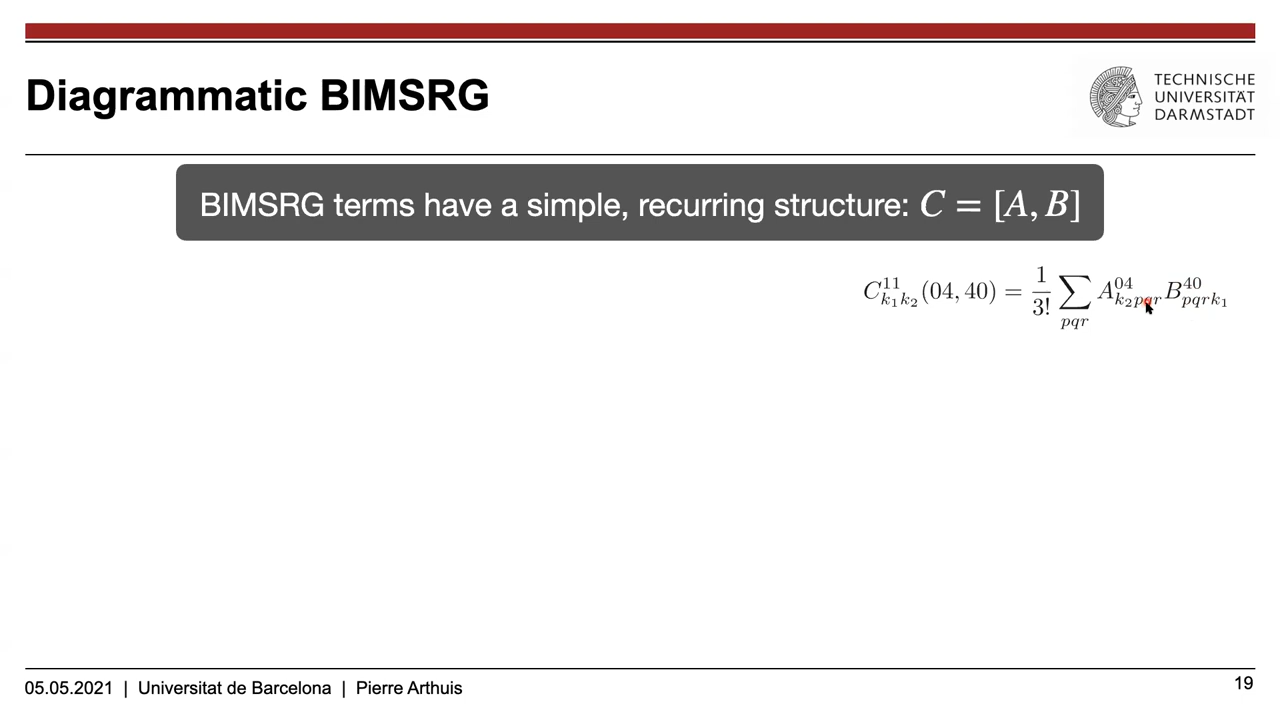 Diagrammatic BIMSRG
TECHNISCHE
UNIVERSITÄT
DARMSTADT
BIMSRG terms have a simple, recurring structure: C = [A, B]
C^{11}_{k_1k_2}(04, 40) = \frac{1}{3!} \sum_{pqr} A^{04}_{k_2pqr} B^{40}_{pqrk_1}
05.05.2021 | Universitat de Barcelona | Pierre Arthuis
19